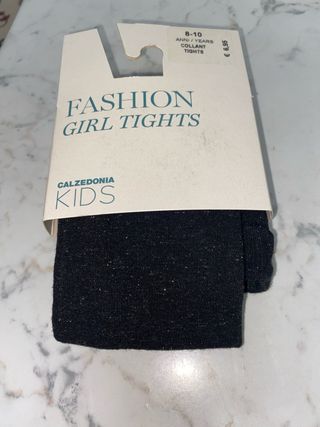 8-10
ANNI / YEARS
COLLANT
TIGHTS
€ 6,95
FASHION
GIRL TIGHTS
CALZEDONIA
KIDS